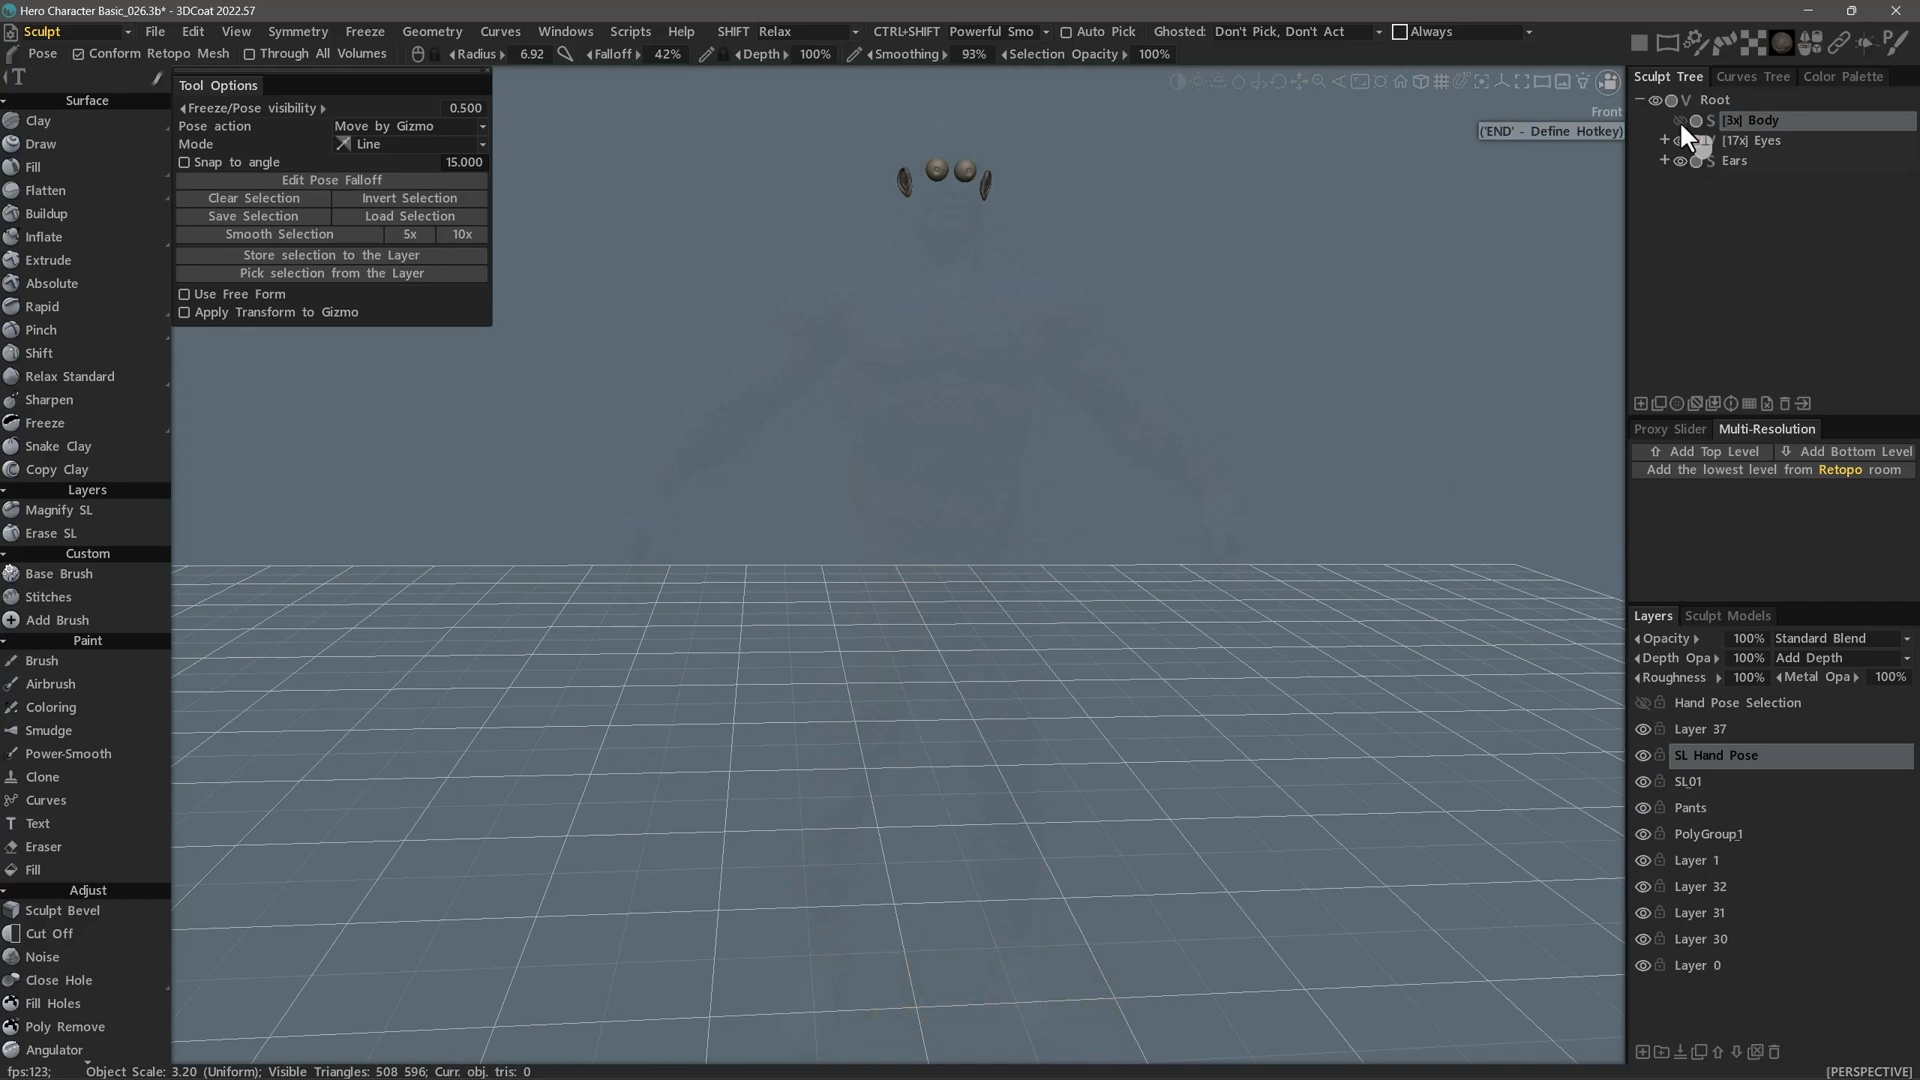 Hero Character Basic_026.3b* - 3DCoat 2022.57
Sculpt File Edit View Symmetry Freeze Geometry Curves Windows Scripts Help SHIFT Relax CTRL+SHIFT Powerful Smo Auto Pick Ghosted: Don't Pick, Don't Act Always
Pose Conform Retopo Mesh Through All Volumes Radius 6.92 Falloff 42% Depth 100% Smoothing 93% Selection Opacity 100%
T
Surface
Clay
Draw
Fill
Flatten
Buildup
Inflate
Extrude
Absolute
Rapid
Pinch
Shift
Relax Standard
Sharpen
Freeze
Snake Clay
Copy Clay
Layers
Magnify SL
Erase SL
Custom
Base Brush
Stitches
Add Brush
Paint
Brush
Airbrush
Coloring
Smudge
Power-Smooth
Clone
Curves
Text
Eraser
Fill
Adjust
Sculpt Bevel
Cut Off
Noise
Close Hole
Fill Holes
Poly Remove
Angulator
Tool Options
Freeze/Pose visibility 0.500
Pose action Move by Gizmo
Mode Line
Snap to angle 15.000
Edit Pose Falloff
Clear Selection Invert Selection
Save Selection Load Selection
Smooth Selection 5x 10x
Store selection to the Layer
Pick selection from the Layer
Use Free Form
Apply Transform to Gizmo
Front
('END' - Define Hotkey)
Sculpt Tree Curves Tree Color Palette
V Root
S [3x] Body
[17x] Eyes
S Ears
Proxy Slider Multi-Resolution
Add Top Level Add Bottom Level
Add the lowest level from Retopo room
Layers Sculpt Models
Opacity 100% Standard Blend
Depth Opa 100% Add Depth
Roughness 100% Metal Opa 100%
Hand Pose Selection
Layer 37
SL Hand Pose
SL01
Pants
PolyGroup1
Layer 1
Layer 32
Layer 31
Layer 30
Layer 0
fps:123; Object Scale: 3.20 (Uniform); Visible Triangles: 508 596; Curr. obj. tris: 0
[PERSPECTIVE]